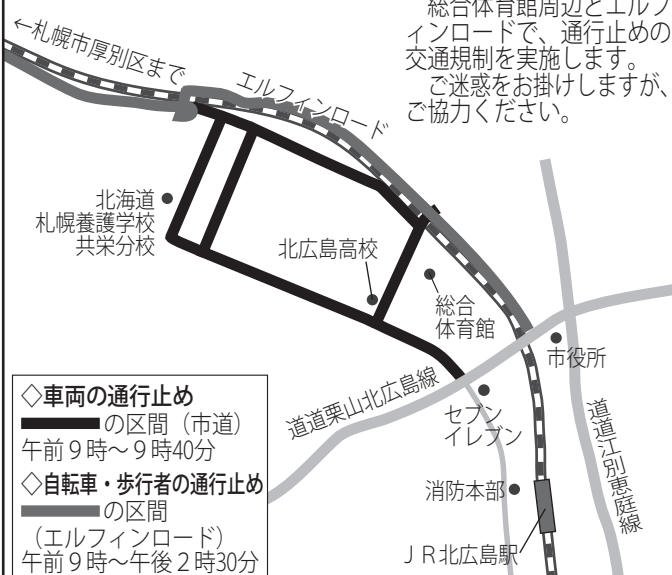 総合体育館周辺とエルフ
ィンロードで、通行止めの
交通規制を実施します。
ご迷惑をお掛けしますが、
ご協力ください。
←札幌市厚別区まで
エルフィンロード
北海道
札幌養護学校
共栄分校
北広島高校
総合
体育館
市役所
道道栗山北広島線
セブン
イレブン
道道江別恵庭線
消防本部
ＪＲ北広島駅
◇車両の通行止め
の区間（市道）
午前９時～９時40分
◇自転車・歩行者の通行止め
の区間
（エルフィンロード）
午前９時～午後２時30分